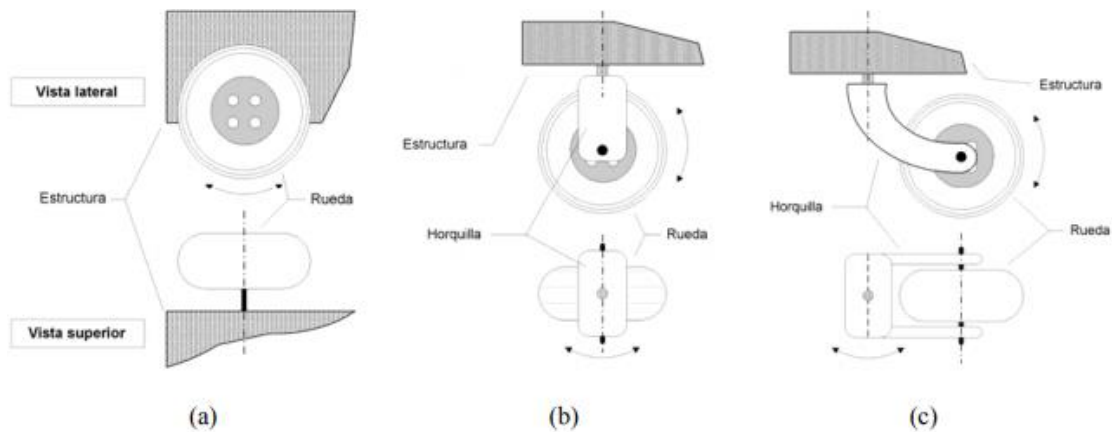 Vista lateral
Estructura
Rueda
Vista superior
(a)
Estructura
Horquilla
Rueda
(b)
Estructura
Horquilla
Rueda
(c)